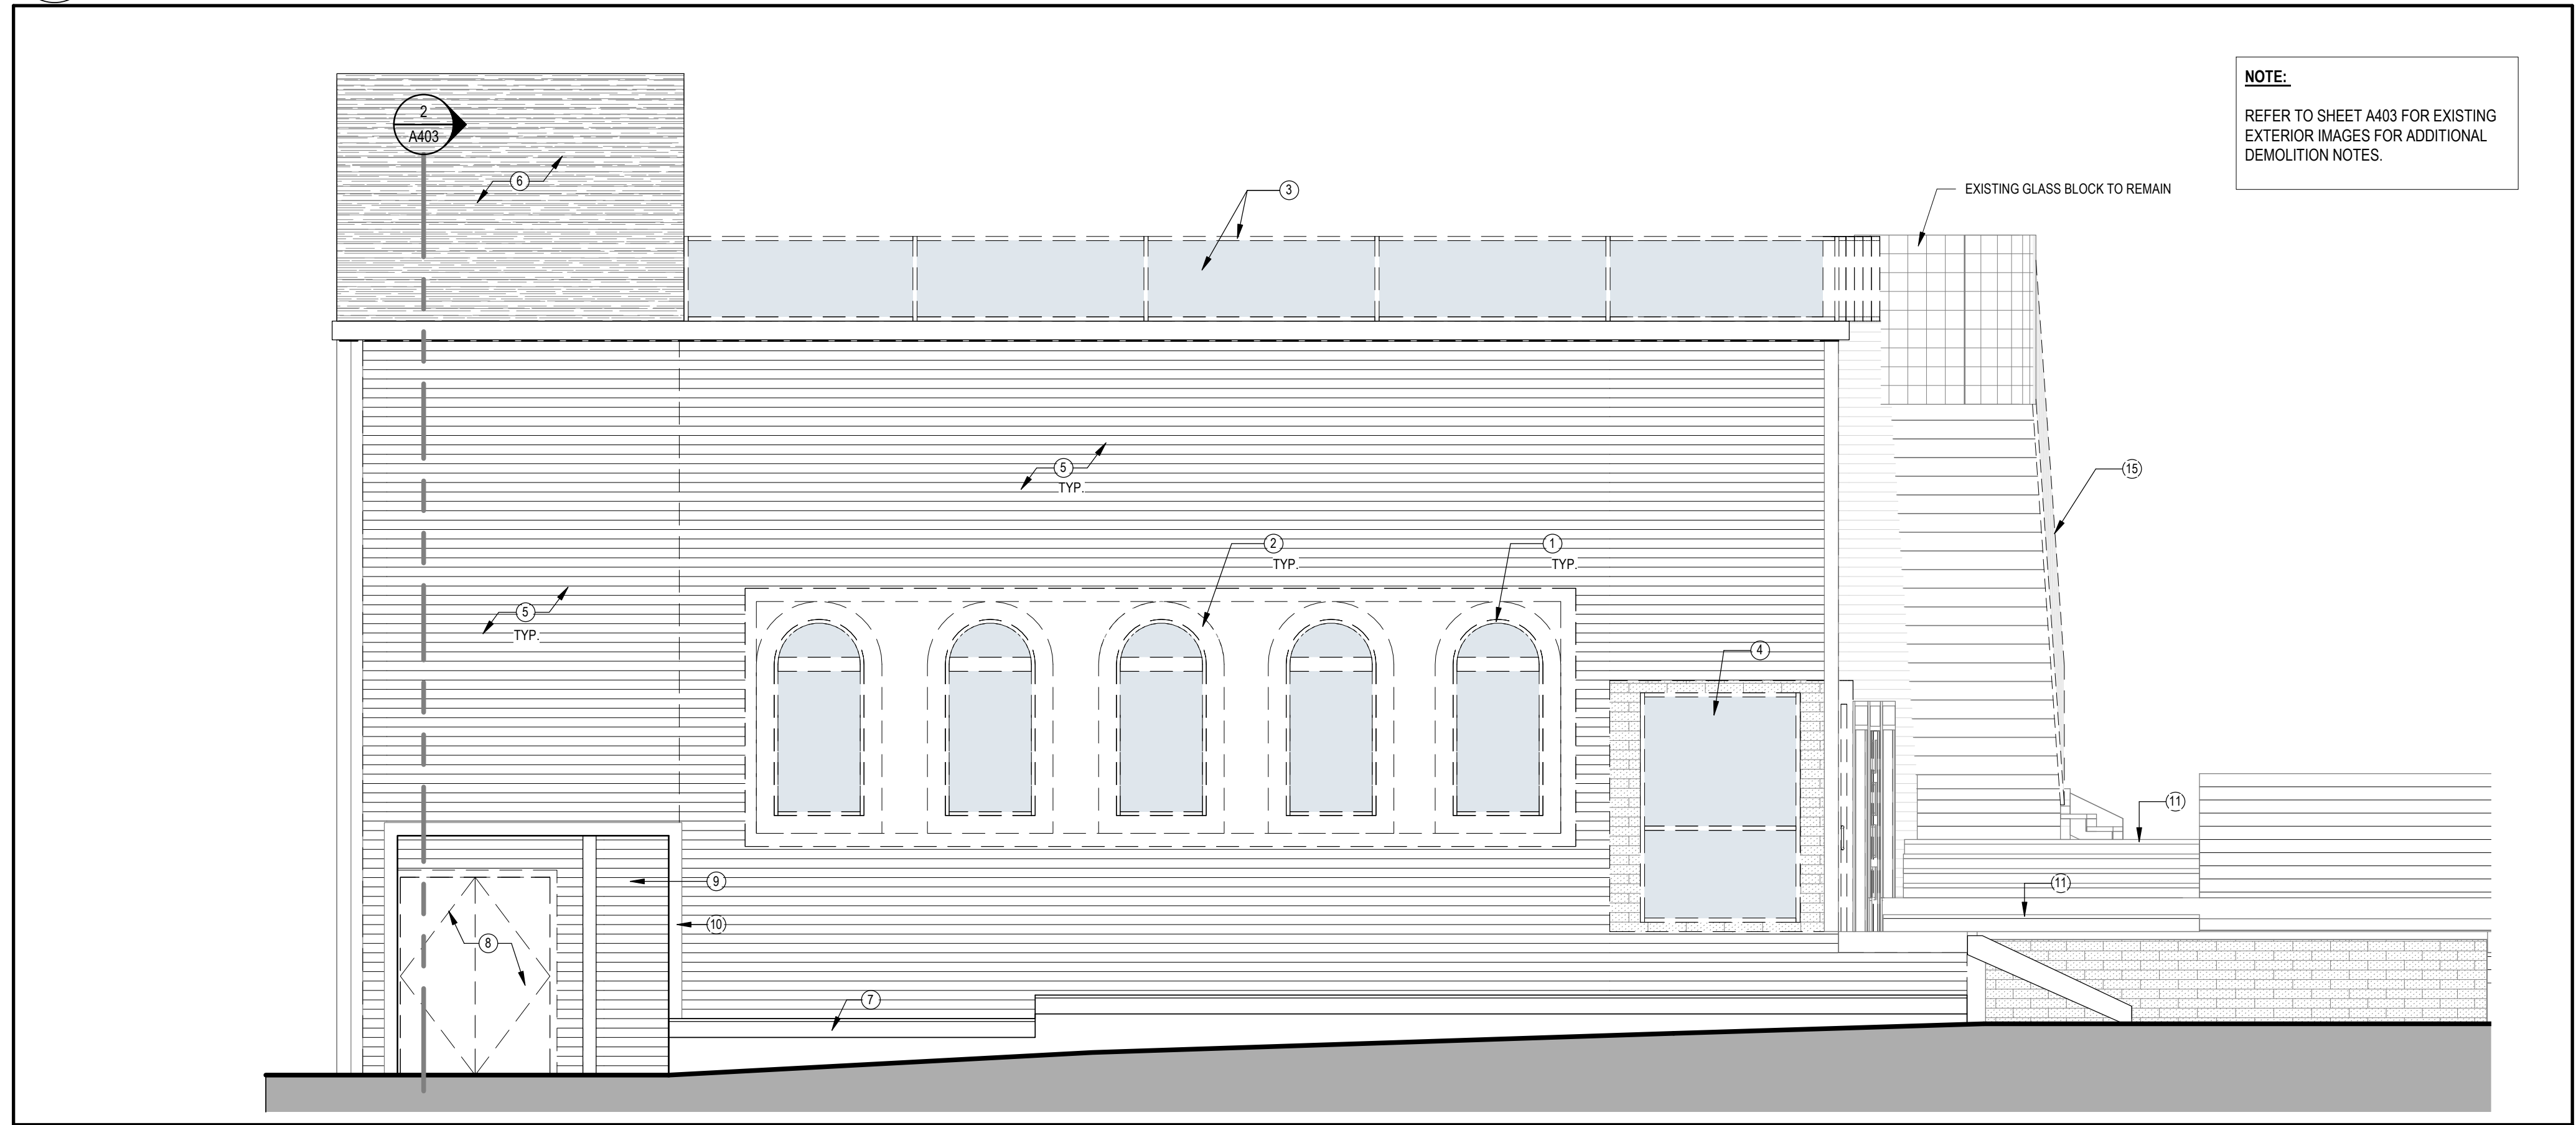 NOTE:
REFER TO SHEET A403 FOR EXISTING
EXTERIOR IMAGES FOR ADDITIONAL
DEMOLITION NOTES.
2
A403
6
3
EXISTING GLASS BLOCK TO REMAIN
5
TYP.
15
2
TYP.
1
TYP.
5
TYP.
4
11
9
11
10
8
7